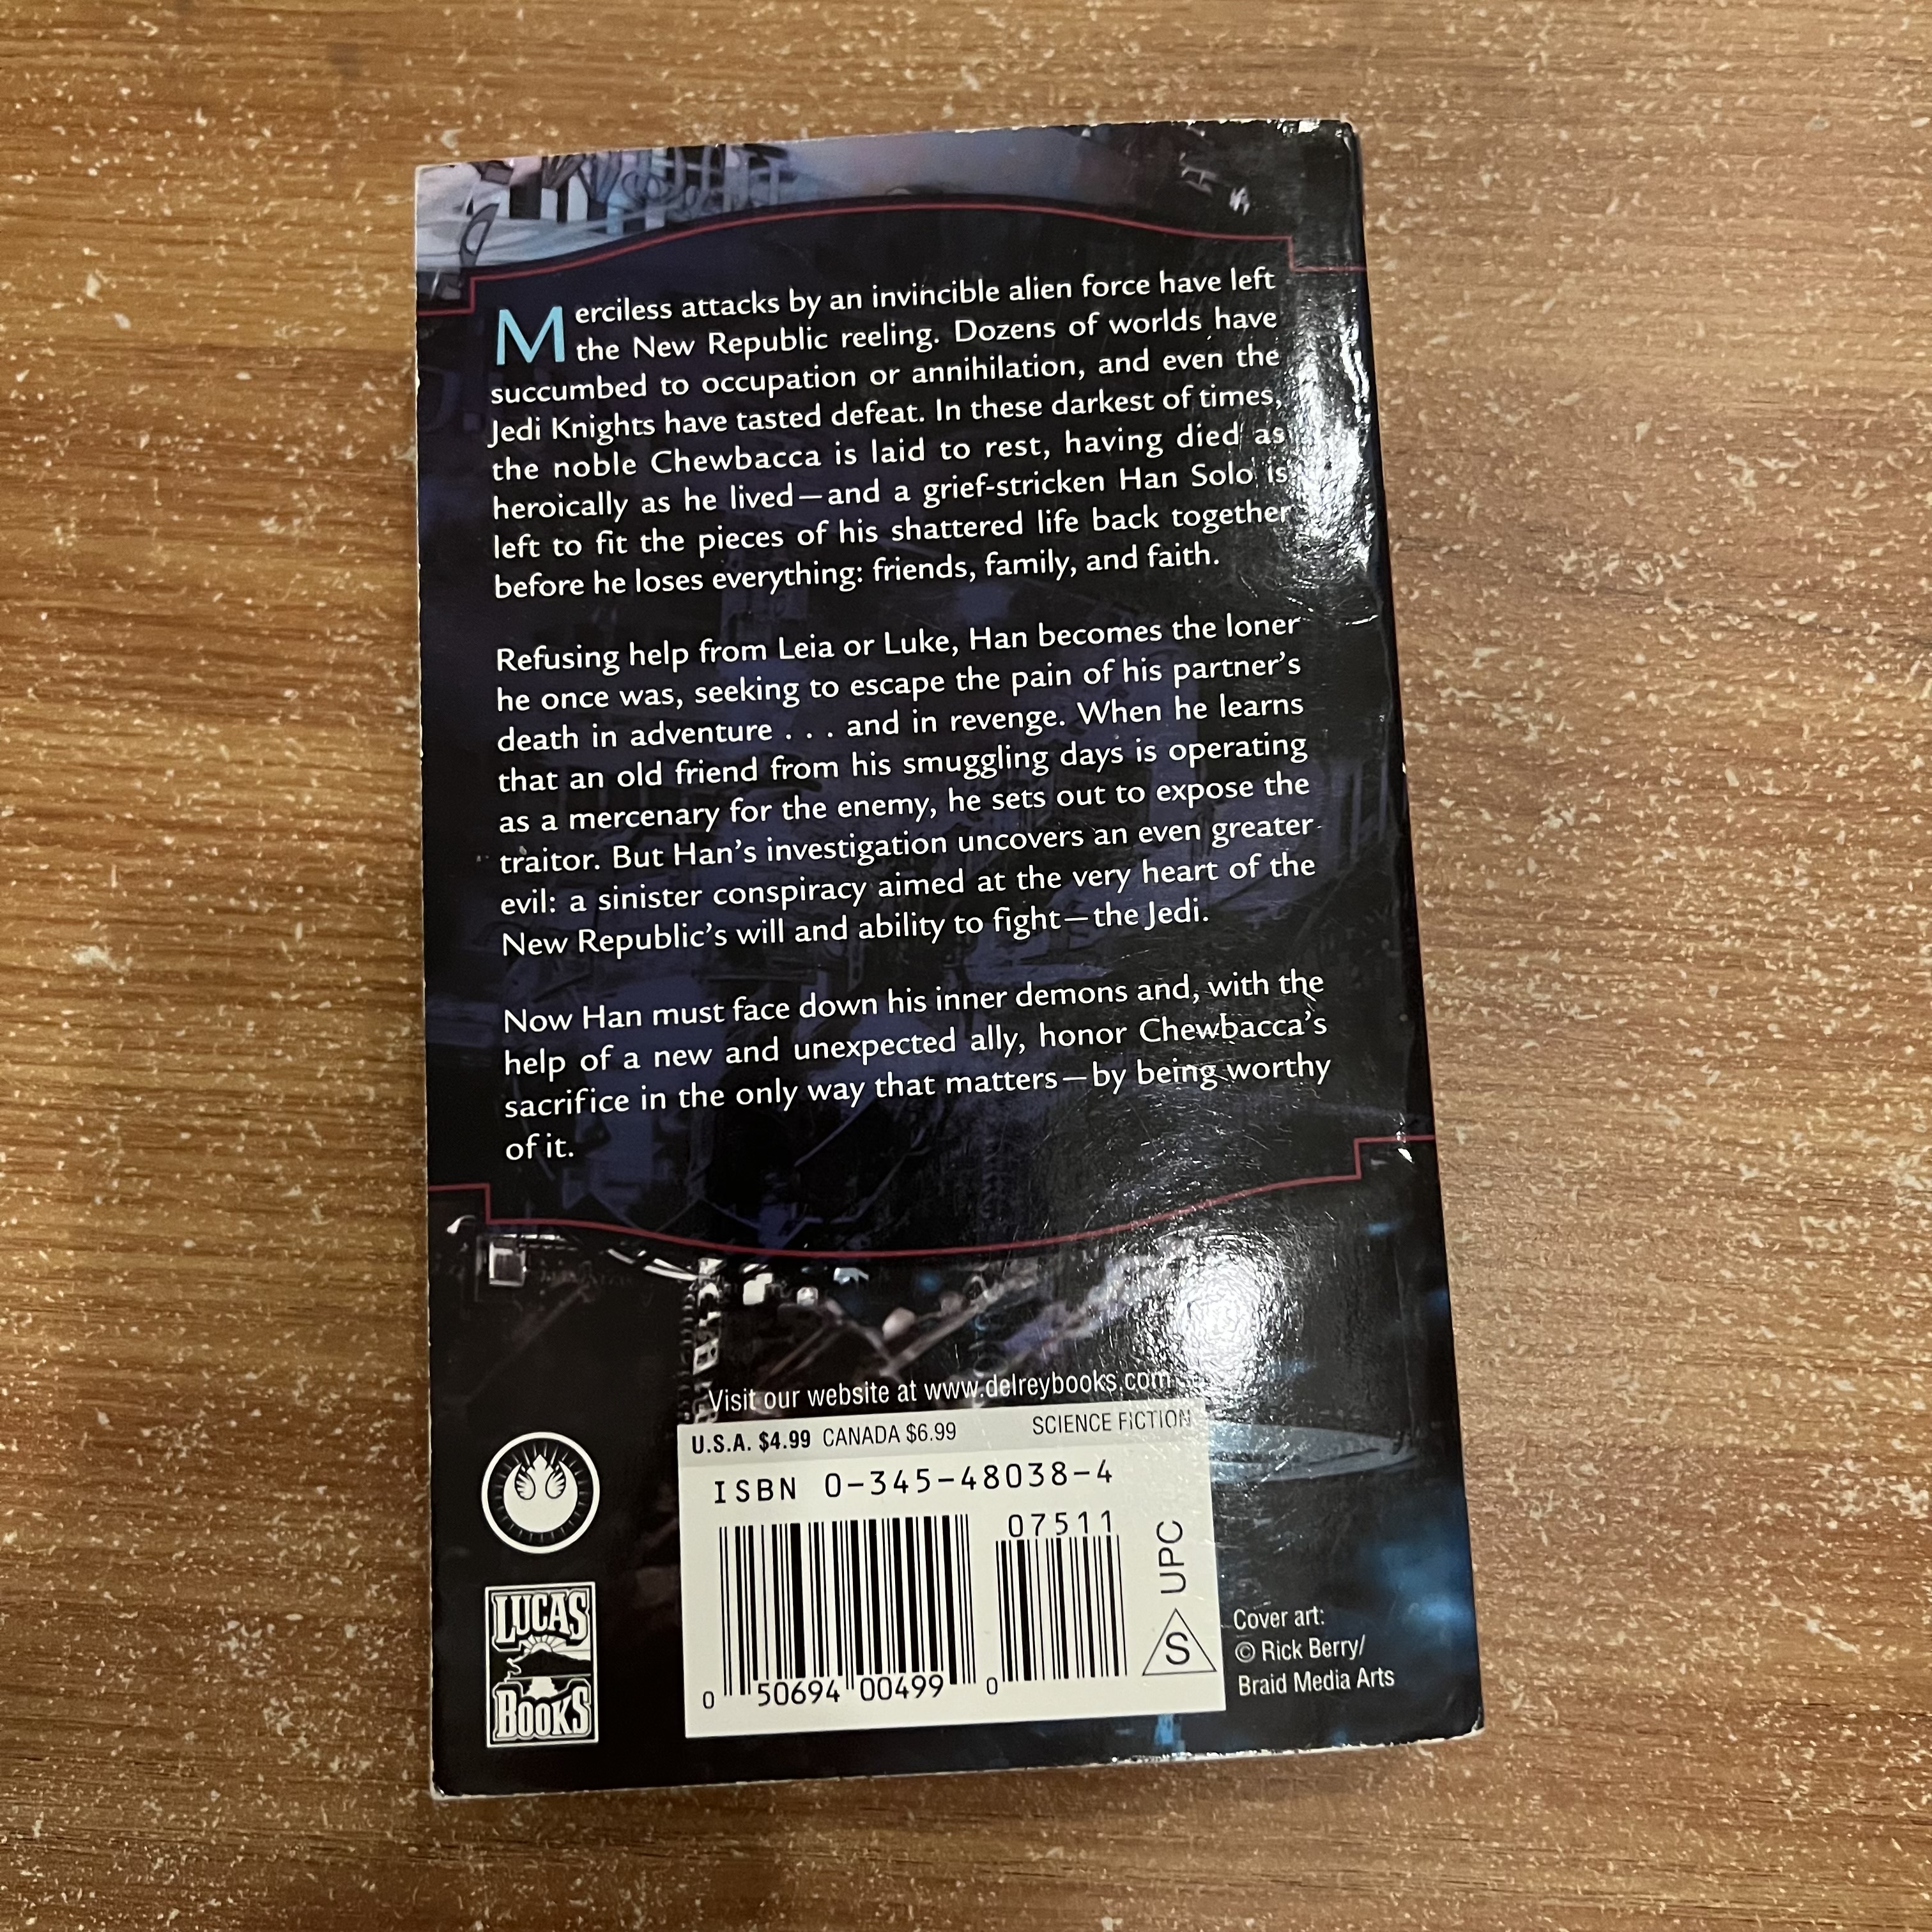 Merciless attacks by an invincible alien force have left
the New Republic reeling. Dozens of worlds have
succumbed to occupation or annihilation, and even the
Jedi Knights have tasted defeat. In these darkest of times,
the noble Chewbacca is laid to rest, having died as
heroically as he lived—and a grief-stricken Han Solo is
left to fit the pieces of his shattered life back together
before he loses everything: friends, family, and faith.
Refusing help from Leia or Luke, Han becomes the loner
he once was, seeking to escape the pain of his partner's
death in adventure . . . and in revenge. When he learns
that an old friend from his smuggling days is operating
as a mercenary for the enemy, he sets out to expose the
traitor. But Han's investigation uncovers an even greater
evil: a sinister conspiracy aimed at the very heart of the
New Republic's will and ability to fight—the Jedi.
Now Han must face down his inner demons and, with the
help of a new and unexpected ally, honor Chewbacca's
sacrifice in the only way that matters—by being worthy
of it.
Visit our website at www.delreybooks.com
U.S.A. $4.99 CANADA $6.99 SCIENCE FICTION
ISBN 0-345-48038-4
07511
0 50694 00499 0
S UPC
LUCAS
BOOKS
Cover art:
© Rick Berry/
Braid Media Arts